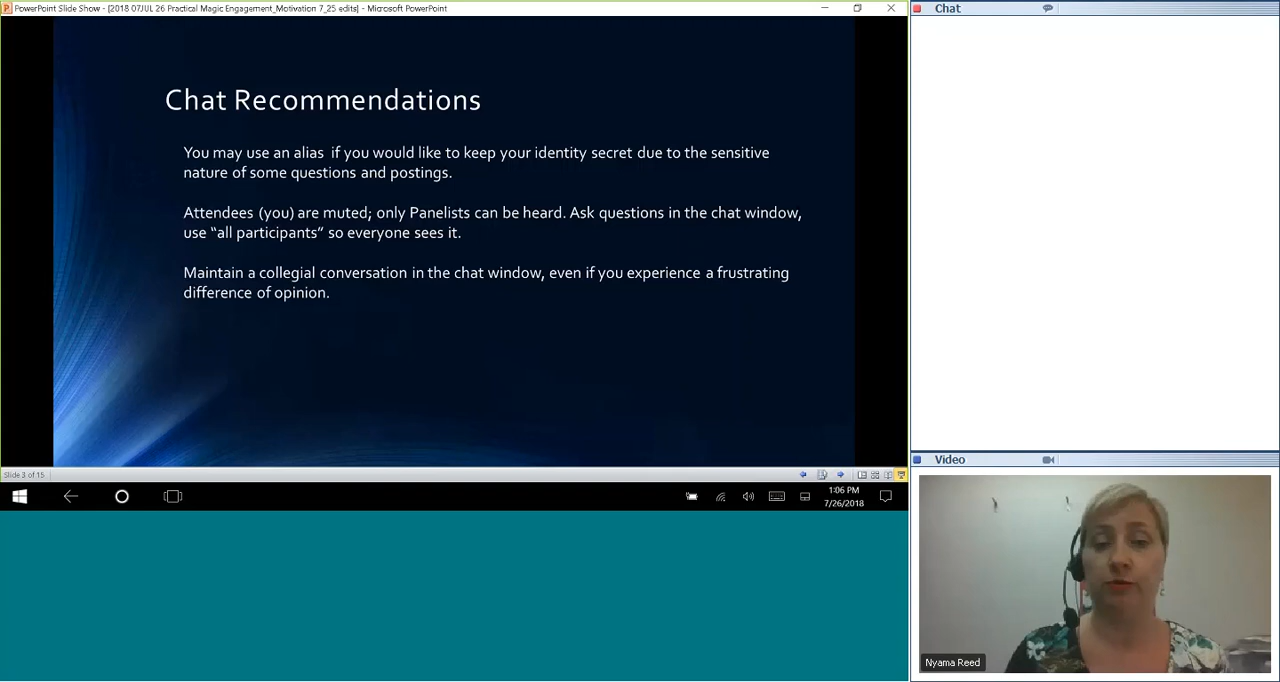 PowerPoint Slide Show - [2018 07JUL 26 Practical Magic Engagement_Motivation 7_25 edits] - Microsoft PowerPoint
Chat
Chat Recommendations
You may use an alias if you would like to keep your identity secret due to the sensitive
nature of some questions and postings.
Attendees (you) are muted; only Panelists can be heard. Ask questions in the chat window,
use “all participants” so everyone sees it.
Maintain a collegial conversation in the chat window, even if you experience a frustrating
difference of opinion.
Slide 3 of 15
1:06 PM
7/26/2018
Video
Nyama Reed